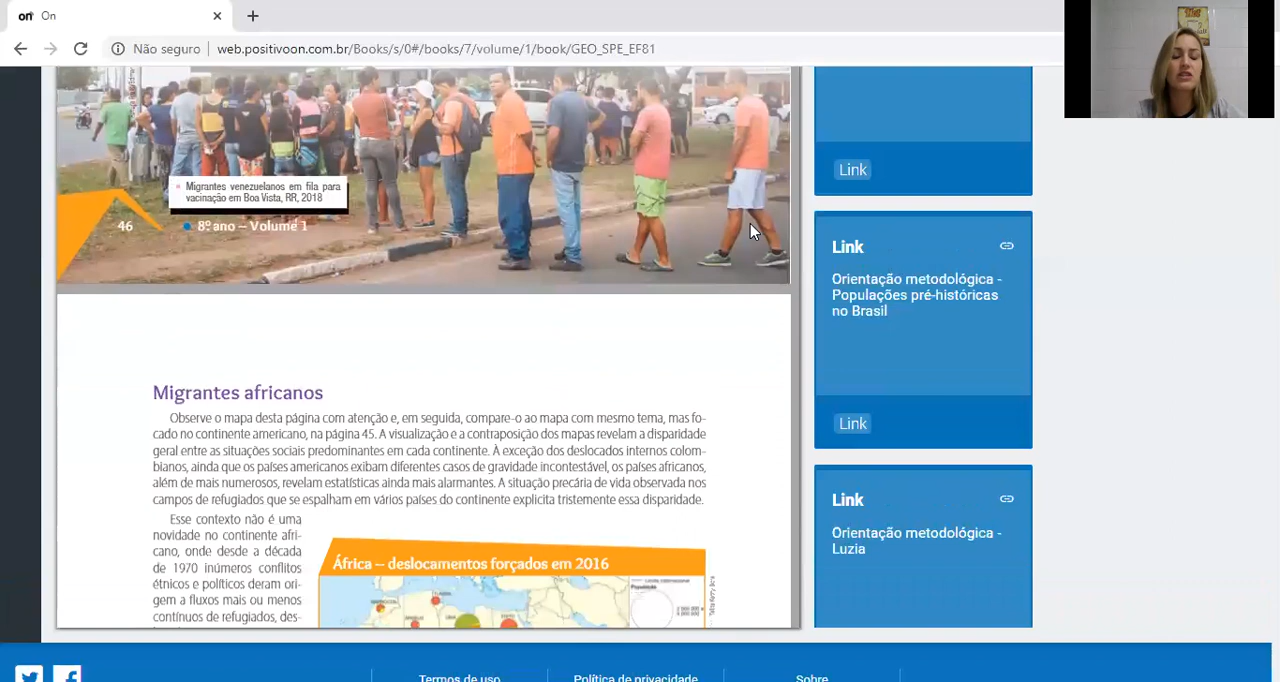 on On
Não seguro web.positivoon.com.br/Books/s/0#/books/7/volume/1/book/GEO_SPE_EF81
Migrantes venezuelanos em fila para
vacinação em Boa Vista, RR, 2018
46 8º ano – Volume 1
Migrantes africanos
Observe o mapa desta página com atenção e, em seguida, compare-o ao mapa com mesmo tema, mas fo-
cado no continente americano, na página 45. A visualização e a contraposição dos mapas revelam a disparidade
geral entre as situações sociais predominantes em cada continente. À exceção dos deslocados internos colom-
bianos, ainda que os países americanos exibam diferentes casos de gravidade incontestável, os países africanos,
além de mais numerosos, revelam estatísticas ainda mais alarmantes. A situação precária de vida observada nos
campos de refugiados que se espalham em vários países do continente explicita tristemente essa disparidade.
Esse contexto não é uma
novidade no continente afri-
cano, onde desde a década
de 1970 inúmeros conflitos
étnicos e políticos deram ori-
gem a fluxos mais ou menos
contínuos de refugiados, des-
África – deslocamentos forçados em 2016
Link
Link
Orientação metodológica -
Populações pré-históricas
no Brasil
Link
Link
Orientação metodológica -
Luzia
Termos de uso
Política de privacidade
Sobre